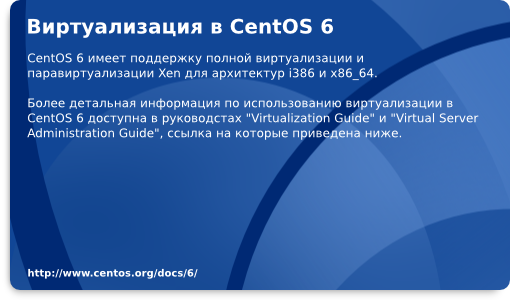 Виртуализация в CentOS 6
CentOS 6 имеет поддержку полной виртуализации и
паравиртуализации Xen для архитектур i386 и x86_64.
Более детальная информация по использованию виртуализации в
CentOS 6 доступна в руководстах "Virtualization Guide" и "Virtual Server
Administration Guide", ссылка на которые приведена ниже.
http://www.centos.org/docs/6/